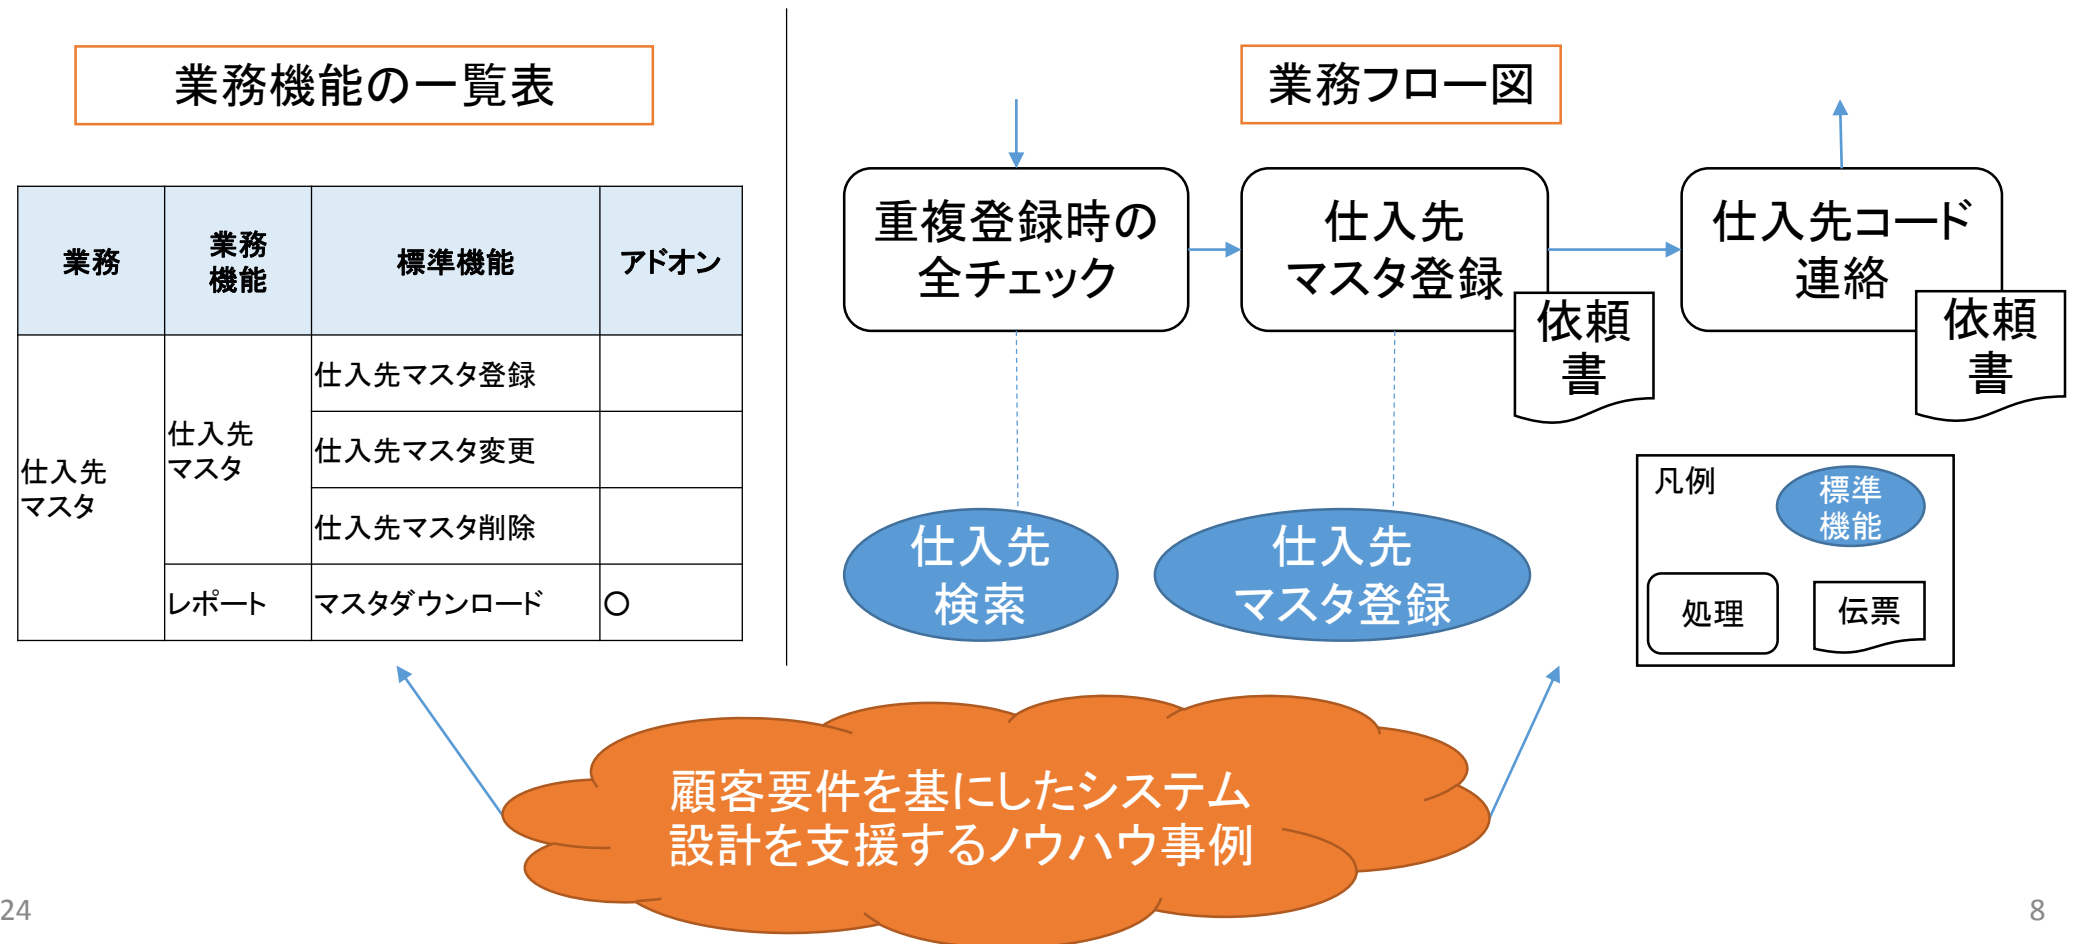 業務機能の一覧表
業務
業務
機能
標準機能
アドオン
仕入先
マスタ
仕入先
マスタ
仕入先マスタ登録
仕入先マスタ変更
仕入先マスタ削除
レポート
マスタダウンロード
○
業務フロー図
重複登録時の
全チェック
仕入先
マスタ登録
依頼
書
仕入先コード
連絡
依頼
書
仕入先
検索
仕入先
マスタ登録
凡例
標準
機能
処理
伝票
顧客要件を基にしたシステム
設計を支援するノウハウ事例
24
8